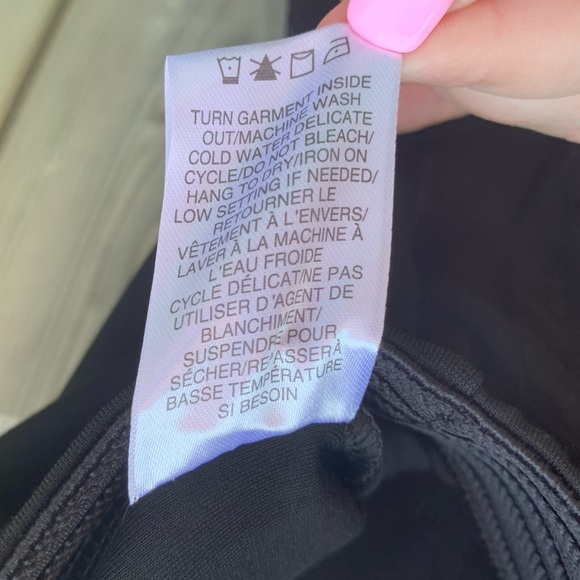 TURN GARMENT INSIDE
OUT/MACHINE WASH
COLD WATER DELICATE
CYCLE/DO NOT BLEACH/
HANG TO DRY/IRON ON
LOW SETTING IF NEEDED/
RETOURNER LE
VÊTEMENT À L'ENVERS/
LAVER À LA MACHINE À
L'EAU FROIDE
CYCLE DÉLICAT/NE PAS
UTILISER D'AGENT DE
BLANCHIMENT/
SUSPENDRE POUR
SÉCHER/REPASSER À
BASSE TEMPÉRATURE
SI BESOIN